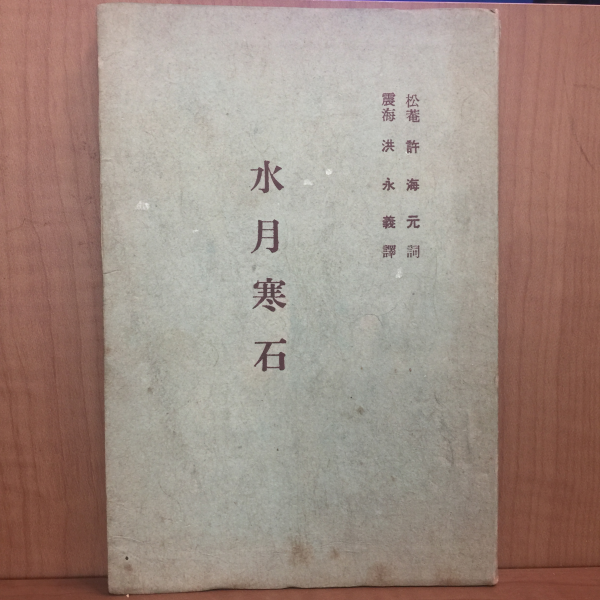 松菴 許海元 詞
震海 洪永義 譯
水月寒石